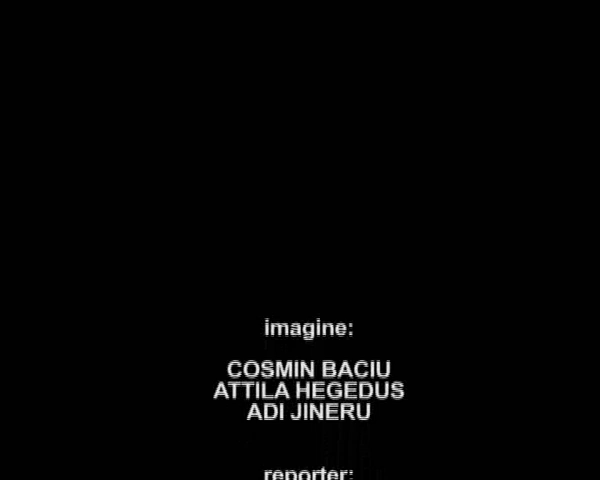 imagine:
COSMIN BACIU
ATTILA HEGEDUS
ADI JINERU
reporter: